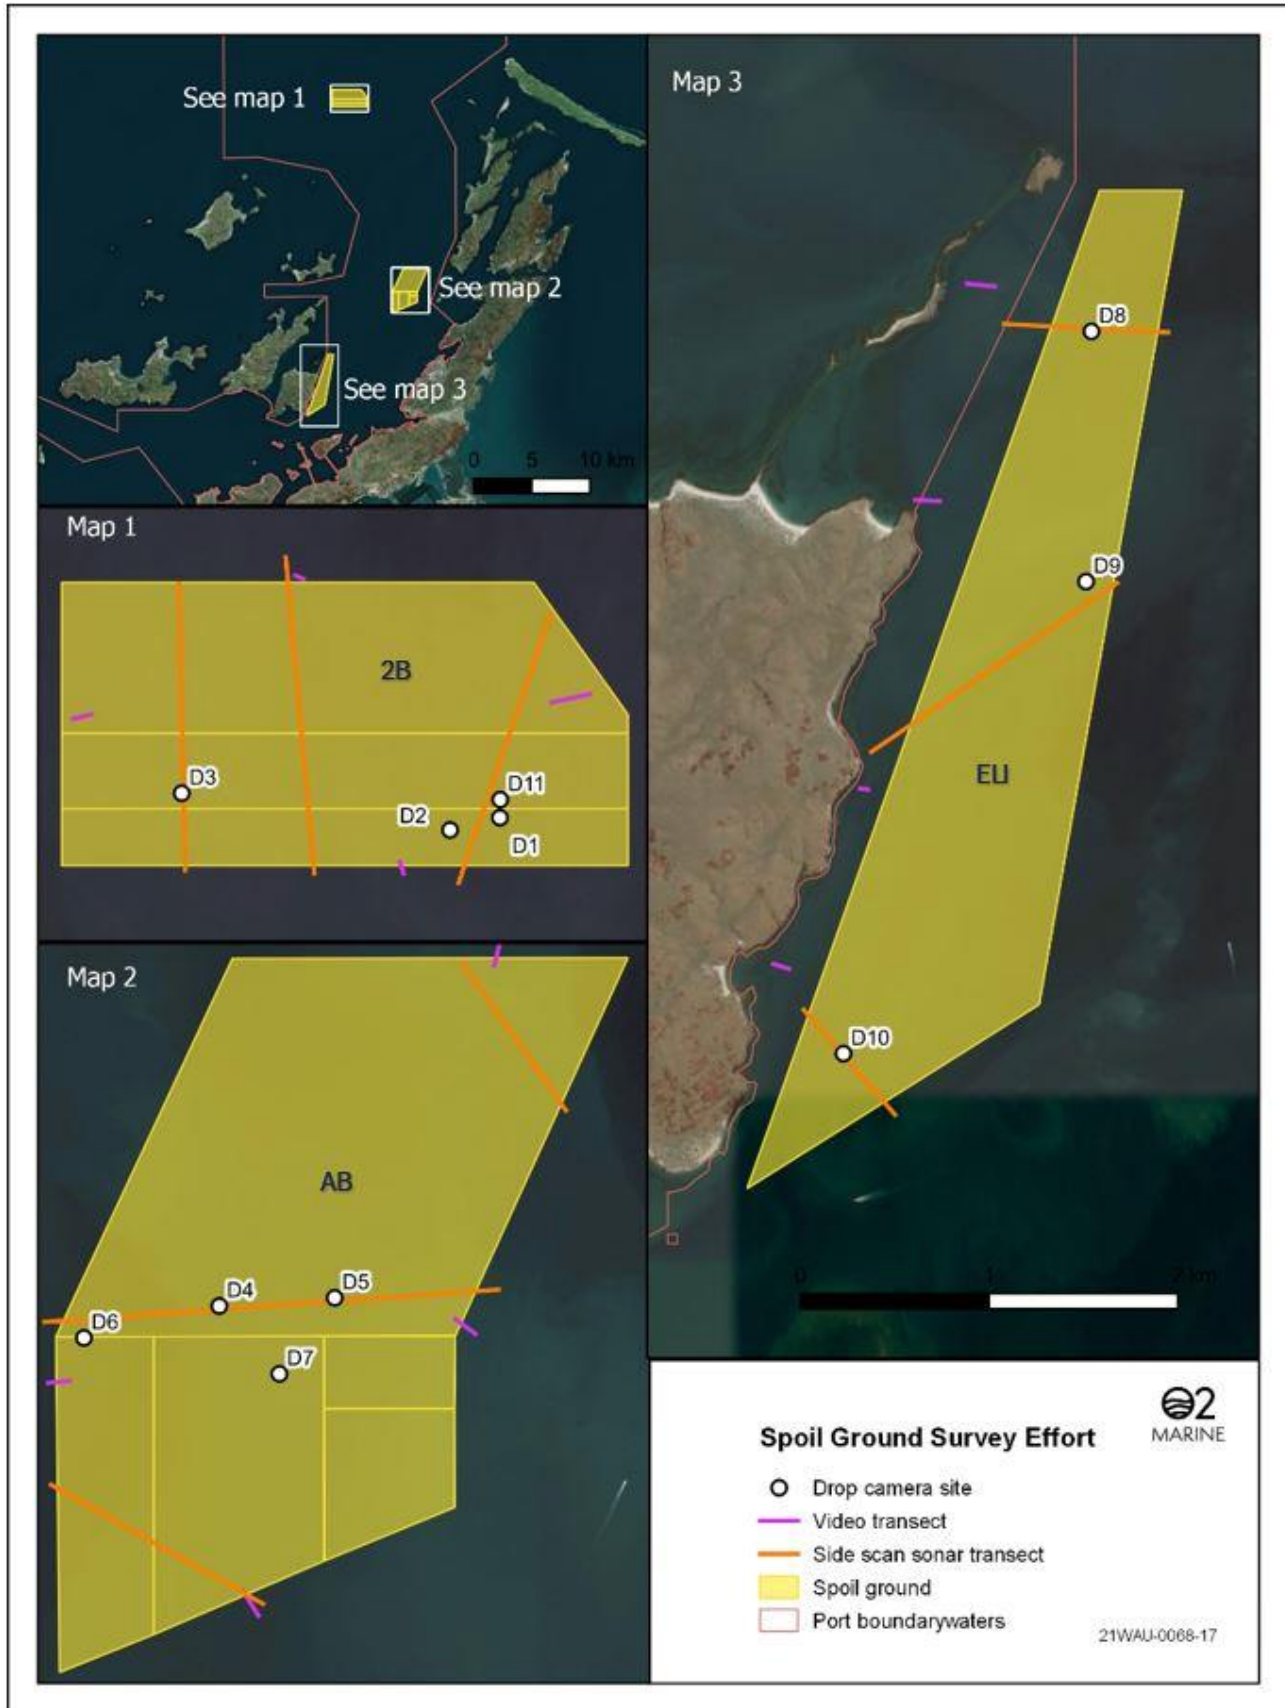 See map 1
See map 2
See map 3
0 5 10 km
Map 1
2B
D3
D11
D2
D1
Map 2
AB
D4
D5
D6
D7
Map 3
D8
D9
ELI
D10
0 1 2 km
Spoil Ground Survey Effort
O2
MARINE
Drop camera site
Video transect
Side scan sonar transect
Spoil ground
Port boundarywaters
21WAU-0068-17